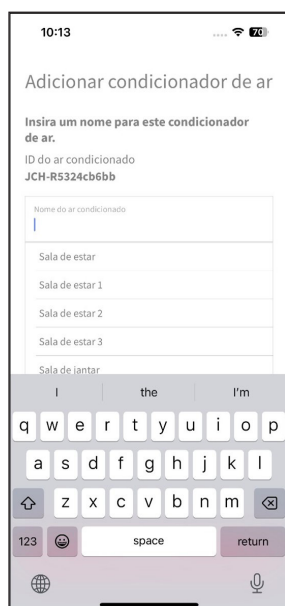 10:13
70
Adicionar condicionador de ar
Insira um nome para este condicionador
de ar.
ID do ar condicionado
JCH-R5324cb6bb
Nome do ar condicionado
Sala de estar
Sala de estar 1
Sala de estar 2
Sala de estar 3
Sala de jantar
I the I'm
q w e r t y u i o p
a s d f g h j k l
z x c v b n m
123 space return